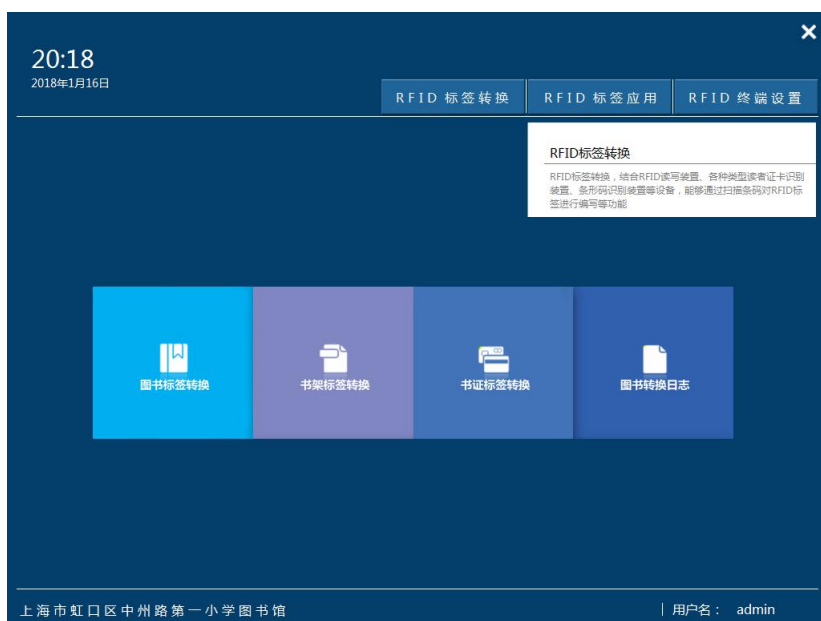 20:18
2018年1月16日
RFID 标签转换
RFID 标签应用
RFID 终端设置
RFID标签转换
RFID标签转换，结合RFID读写装置、各种类型读者证卡识别
装置、条形码识别装置等设备，能够通过扫描条码对RFID标
签进行编写等功能
图书标签转换
书架标签转换
书证标签转换
图书转换日志
上海市虹口区中州路第一小学图书馆
用户名： admin